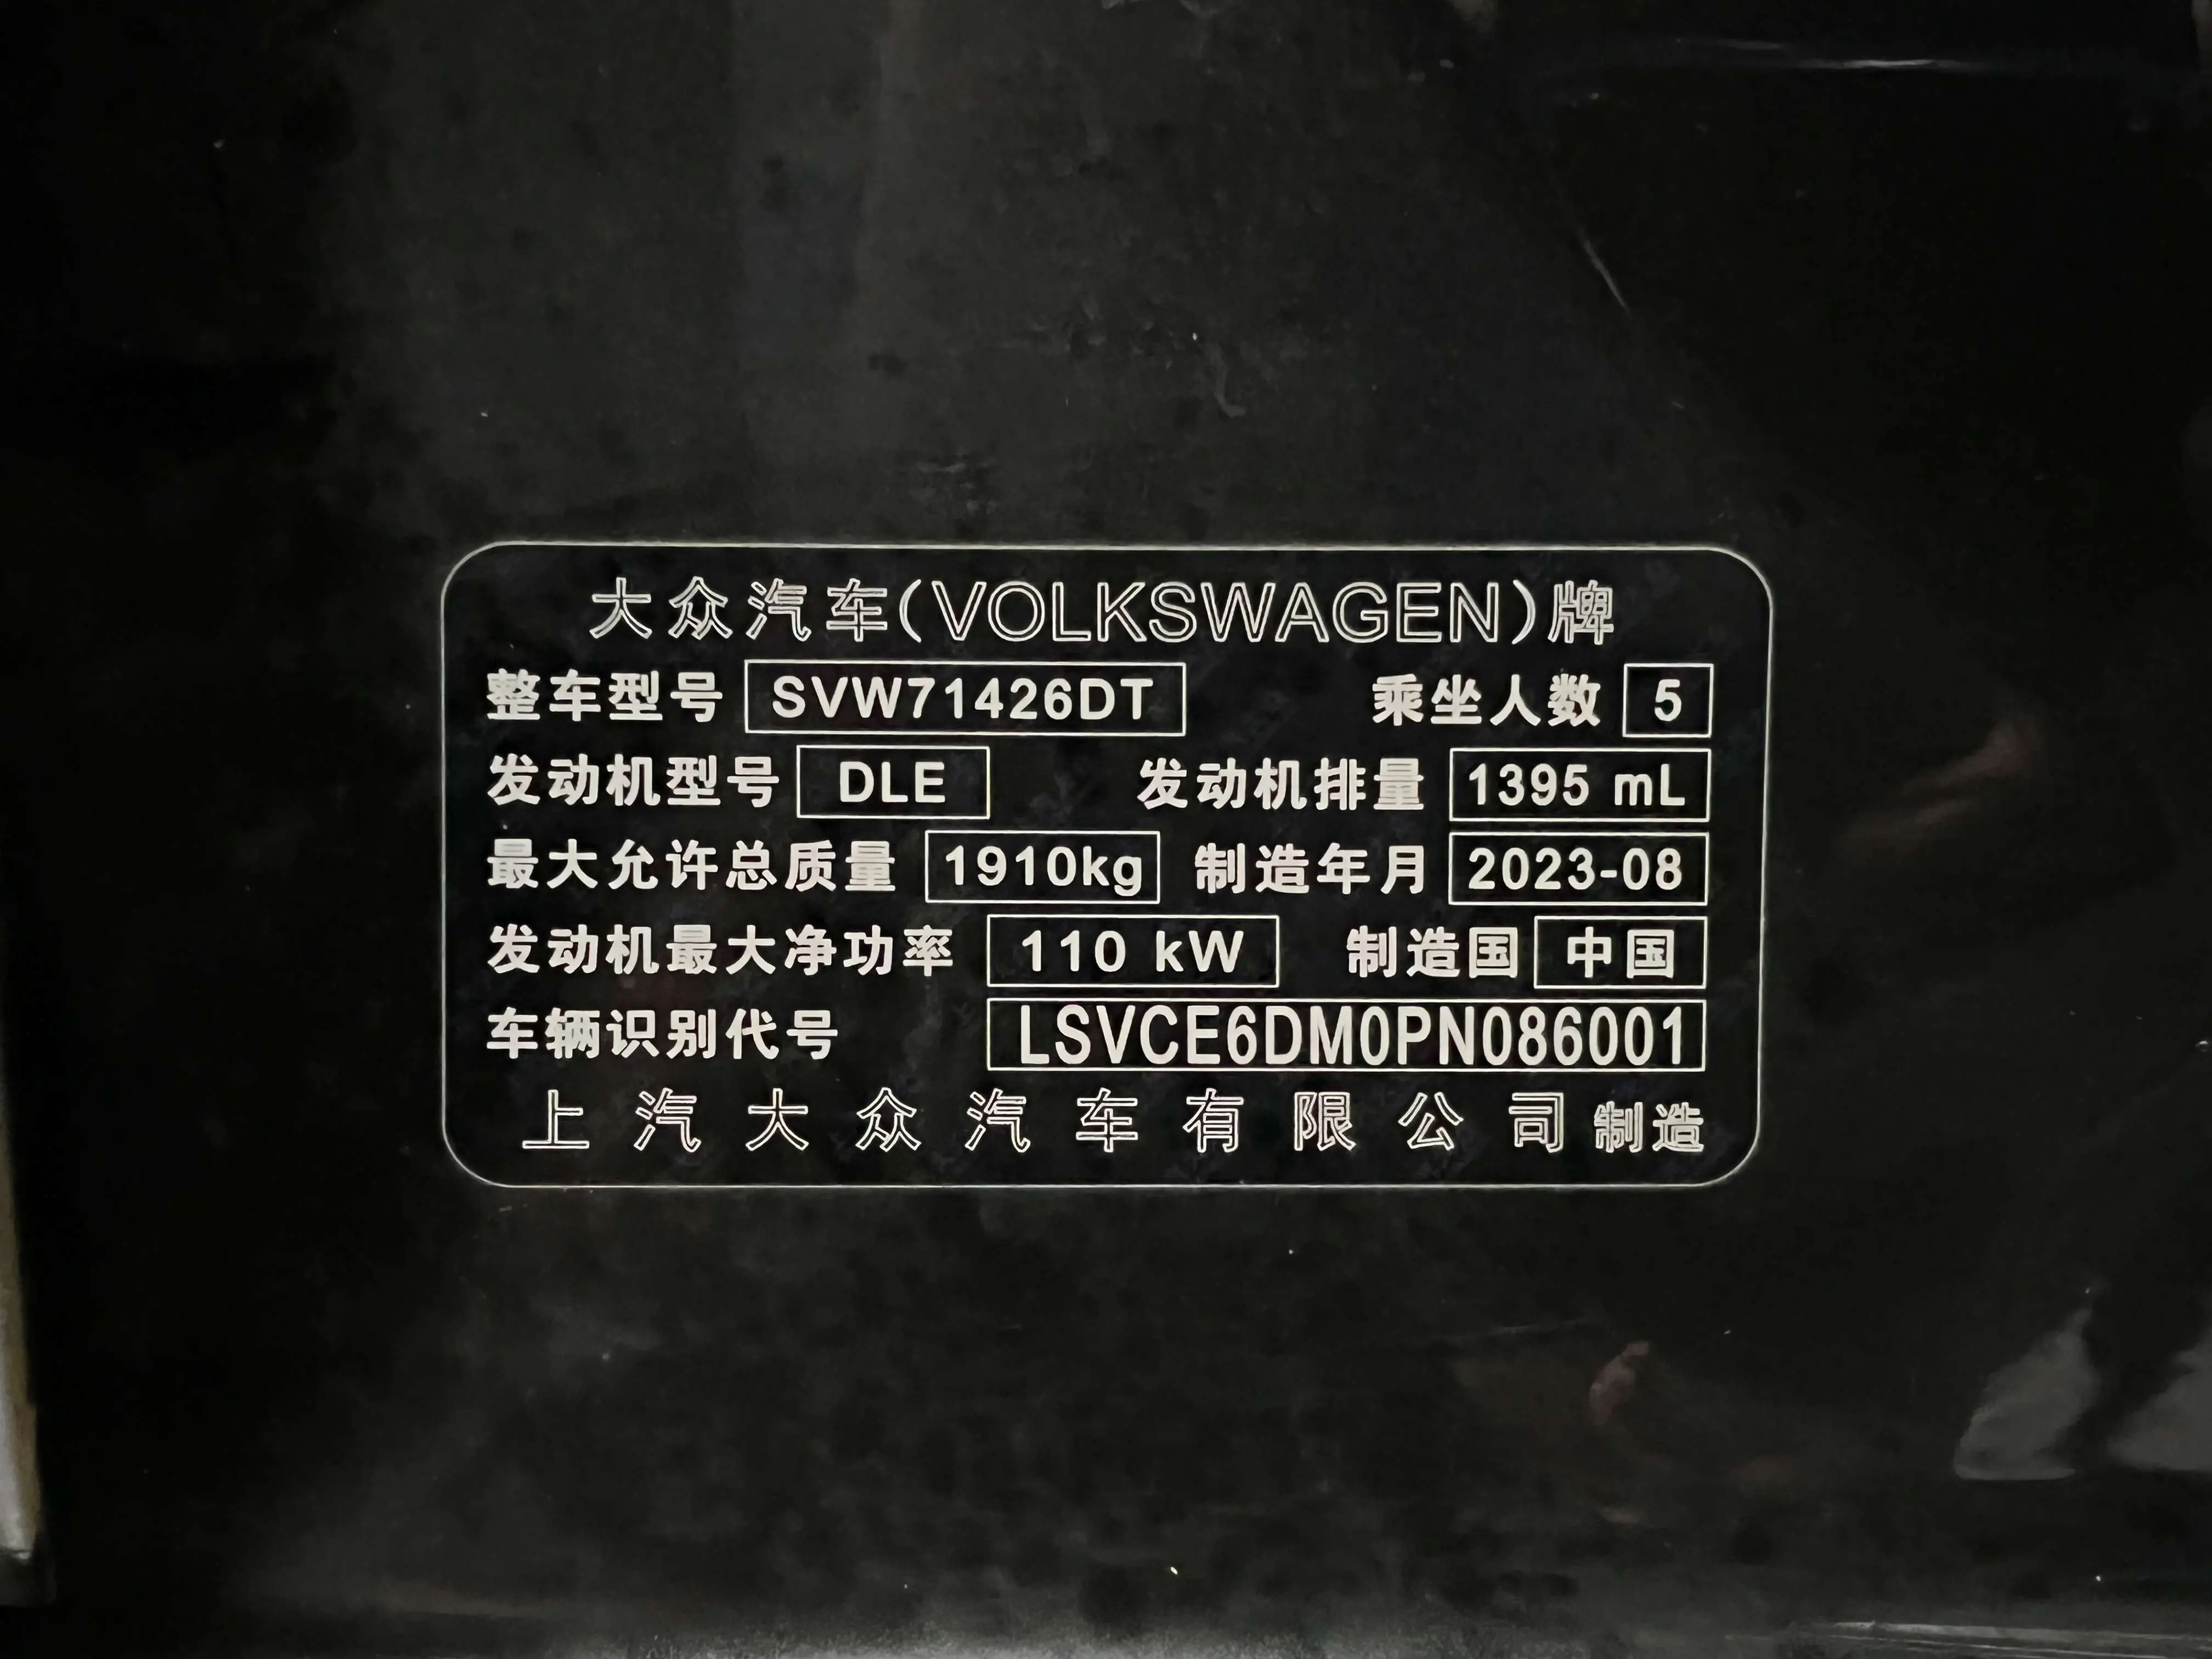 大众汽车(VOLKSWAGEN)牌
整车型号 SVW71426DT 乘坐人数 5
发动机型号 DLE 发动机排量 1395 mL
最大允许总质量 1910kg 制造年月 2023-08
发动机最大净功率 110 kW 制造国 中国
车辆识别代号 LSVCE6DM0PN086001
上汽大众汽车有限公司制造